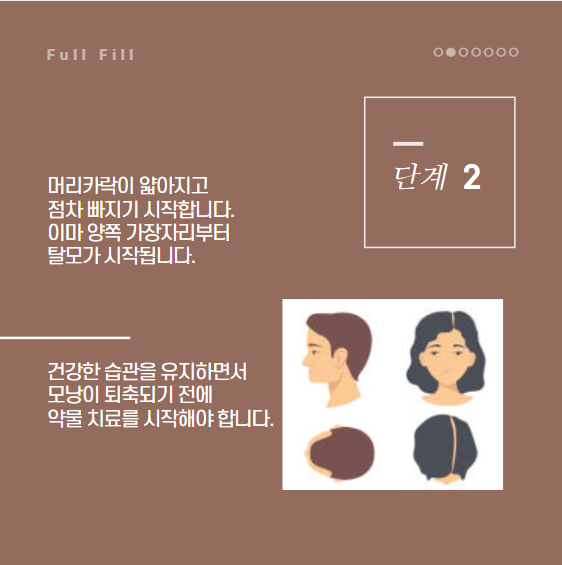 Full Fill
단계 2
머리카락이 얇아지고
점차 빠지기 시작합니다.
이마 양쪽 가장자리부터
탈모가 시작됩니다.
건강한 습관을 유지하면서
모낭이 퇴축되기 전에
약물 치료를 시작해야 합니다.